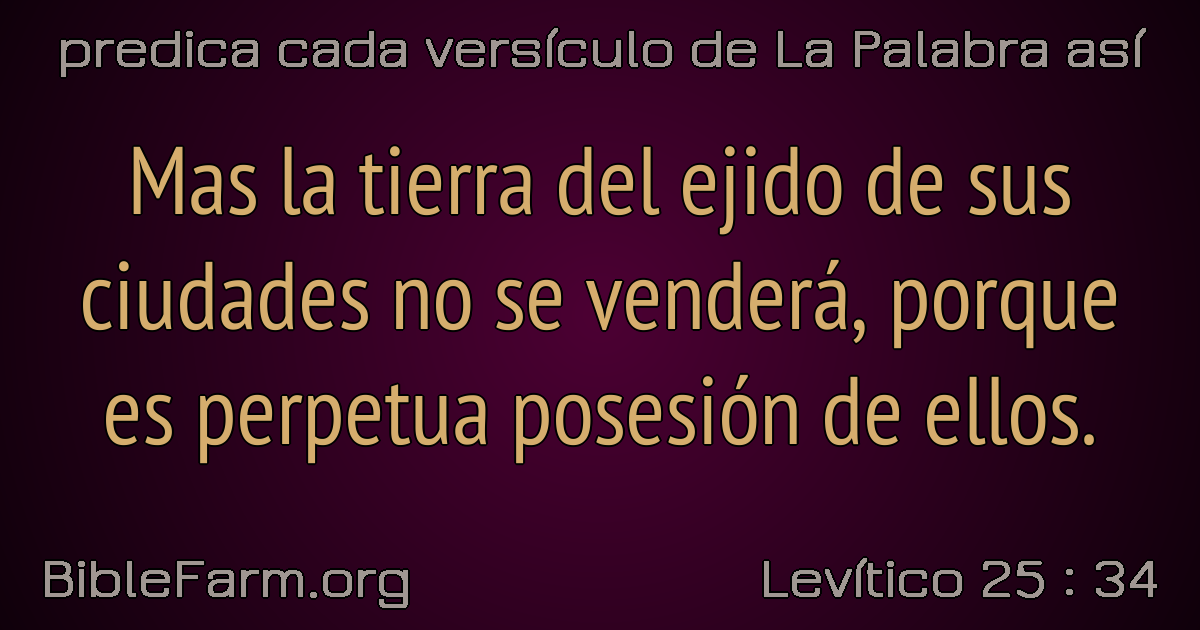 predica cada versículo de La Palabra así
Mas la tierra del ejido de sus
ciudades no se venderá, porque
es perpetua posesión de ellos.
BibleFarm.org
Levítico 25 : 34